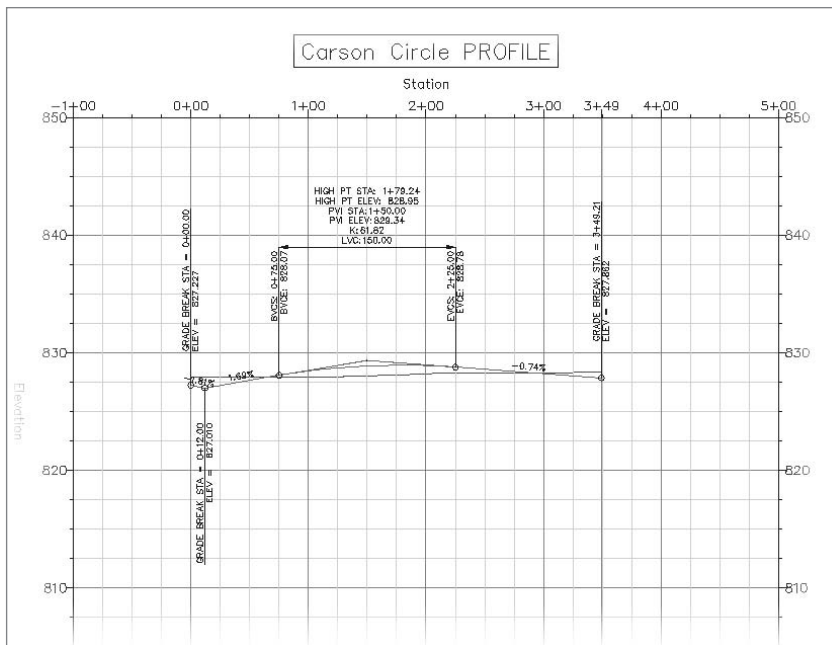 Carson Circle PROFILE
Station
-1+00 0+00 1+00 2+00 3+00 3+49 4+00 5+00
850 850
HIGH PT STA: 1+79.24
HIGH PT ELEV: 828.95
PVI STA:1+50.00
PVI ELEV:829.34
K:61.82
LVC:150.00
840 840
GRADE BREAK STA = 0+00.00
ELEV = 827.227
BVCS: 0+75.00
BVCE: 828.07
EVCS: 2+25.00
EVCE: 828.78
GRADE BREAK STA = 3+49.21
ELEV = 827.862
830 830
-1.81% 1.69% -0.74%
Elevation
GRADE BREAK STA = 0+12.00
ELEV = 827.010
820 820
810 810